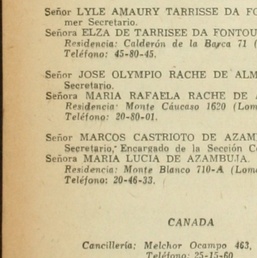 Señor LYLE AMAURY TARRISSE DA FO
mer Secretario.
Señora ELZA DE TARRISEE DA FONTOU
Residencia: Calderón de la Barca 71 (
Teléfono: 45-80-45.
Señor JOSE OLYMPIO RACHE DE ALM
Secretario.
Señora MARIA RAFAELA RACHE DE
Residencia: Monte Cáucaso 1620 (Lom
Teléfono: 20-80-01.
Señor MARCOS CASTRIOTO DE AZAM
Secretario, Encargado de la Sección Co
Señora MARIA LUCIA DE AZAMBUJA.
Residencia: Monte Blanco 710-A (Lom
Teléfono: 20-46-33.
CANADA
Cancillería: Melchor Ocampo 463,
Teléfono: 25-15-60